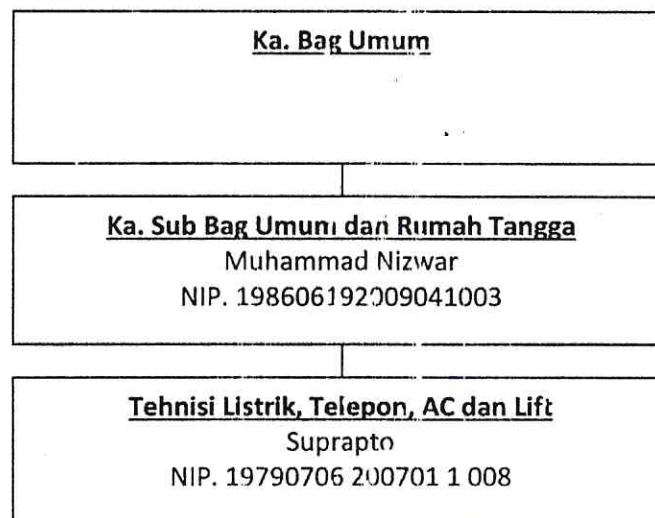 Ka. Bag Umum
Ka. Sub Bag Umum dan Rumah Tangga
Muhammad Nizwar
NIP. 198606192009041003
Tehnisi Listrik, Telepon, AC dan Lift
Suprapto
NIP. 19790706 200701 1 008